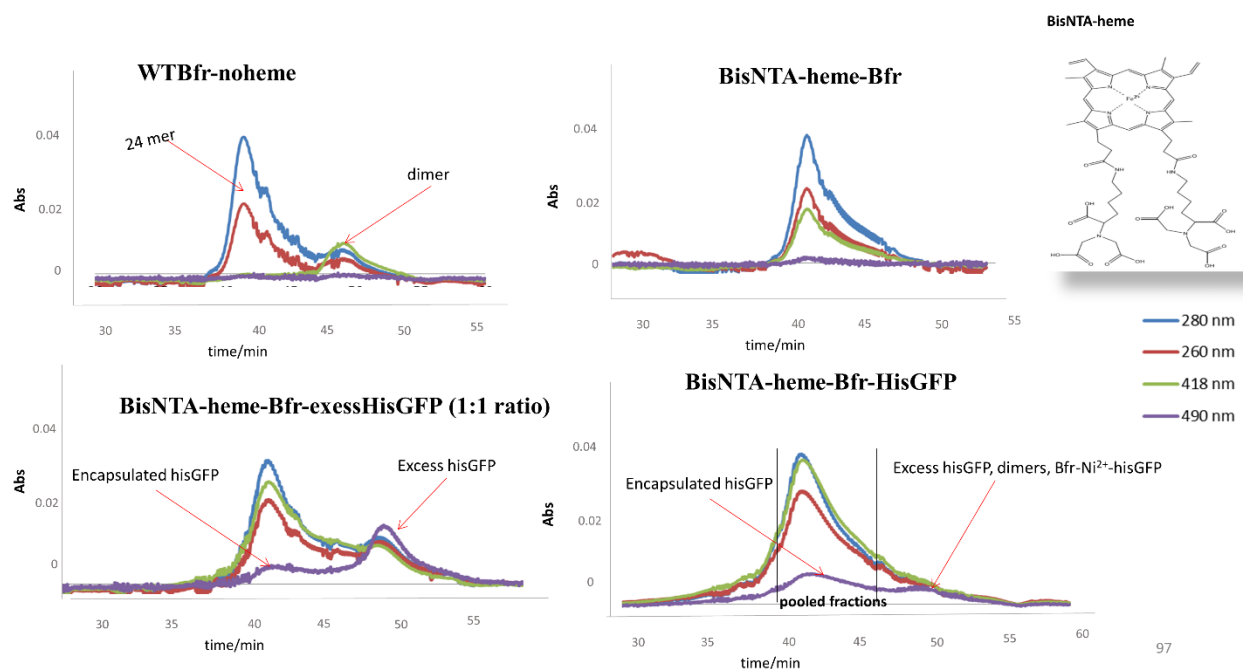 BisNTA-heme
WTBfr-noheme
BisNTA-heme-Bfr
24 mer
dimer
Abs
0.04
0.02
0
30 35 40 45 50 55
time/min
Abs
0.04
0.02
0
30 35 40 45 50 55
time/min
280 nm
260 nm
418 nm
490 nm
BisNTA-heme-Bfr-exessHisGFP (1:1 ratio)
BisNTA-heme-Bfr-HisGFP
Encapsulated hisGFP
Excess hisGFP
Abs
0.04
0.02
0
30 35 40 45 50 55
time/min
Encapsulated hisGFP
Excess hisGFP, dimers, Bfr-Ni²⁺-hisGFP
Abs
0.04
0.02
0
pooled fractions
30 35 40 45 50 55 60
time/min
97